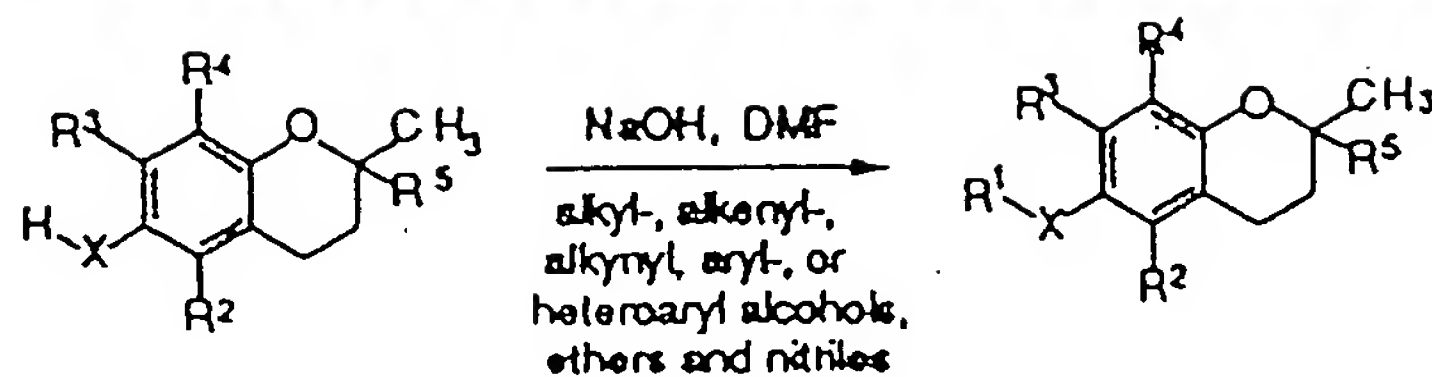 R⁴
R³
O
CH₃
R⁵
H
X
R²
NaOH, DMF
alkyl-, alkenyl-,
alkynyl, aryl-, or
heteroaryl alcohols,
ethers and nitriles
R⁴
R³
O
CH₃
R⁵
R¹
X
R²